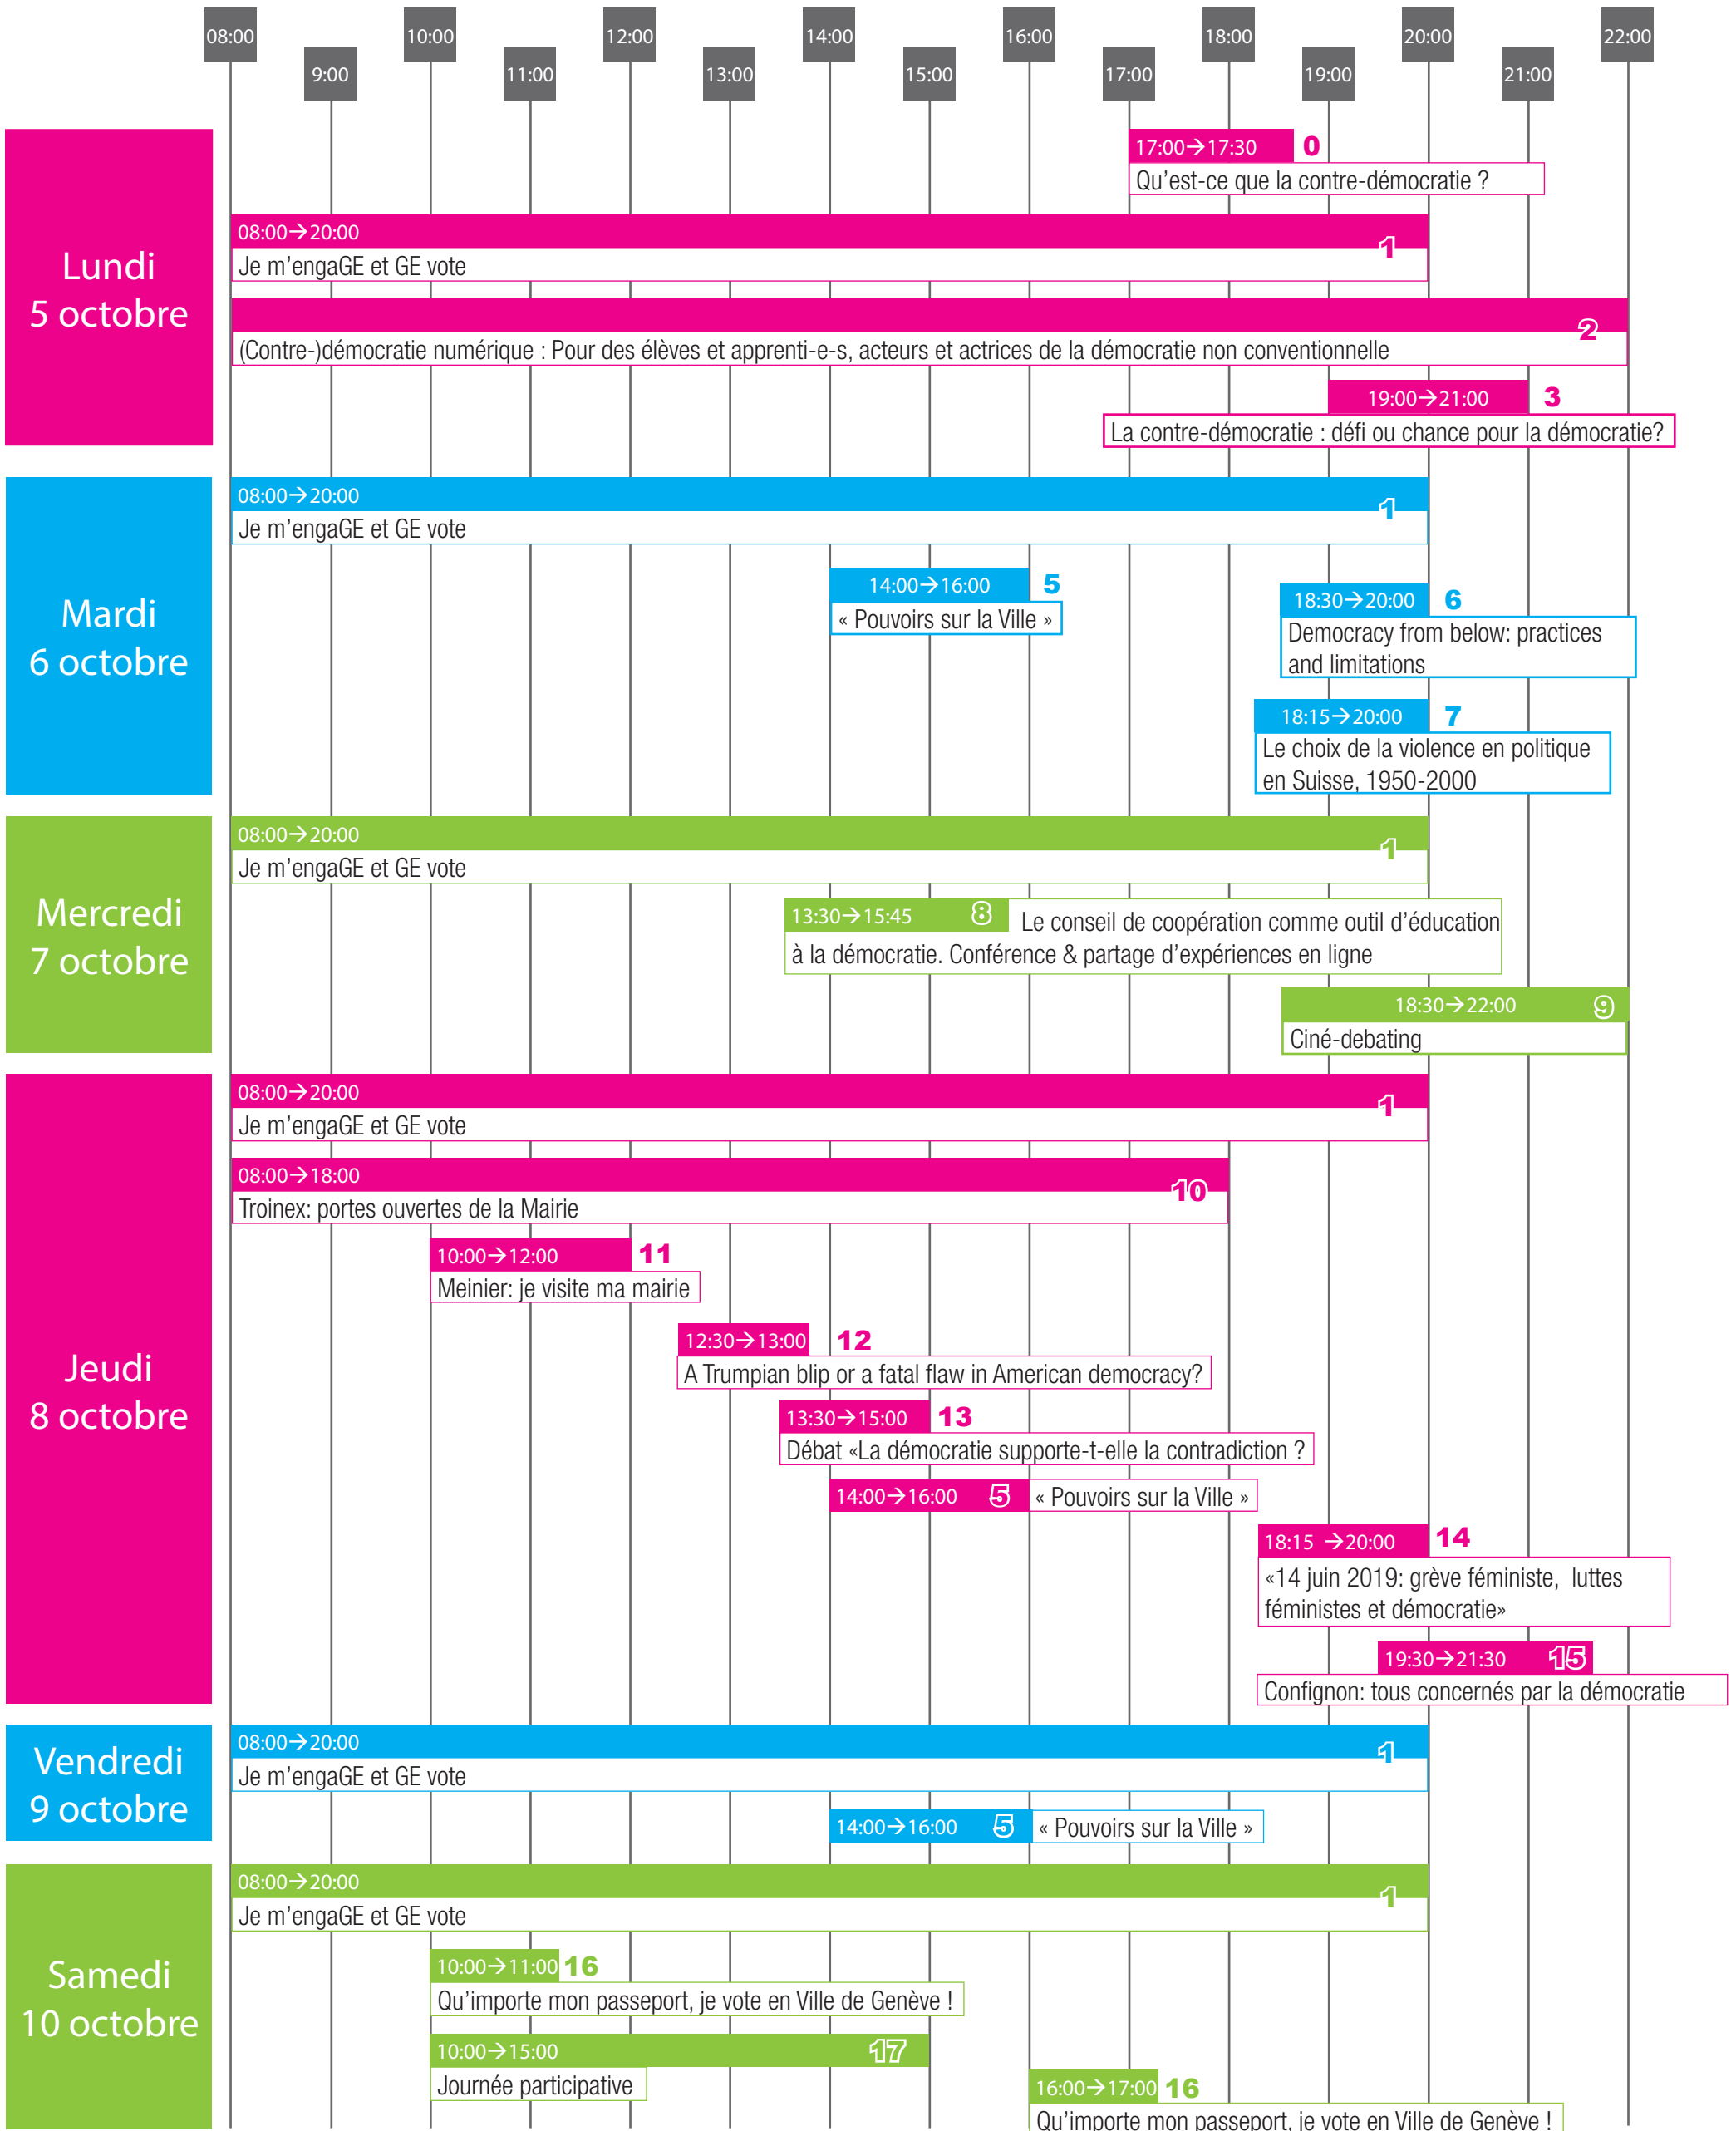 08:00
10:00
12:00
14:00
16:00
18:00
20:00
22:00
9:00
11:00
13:00
15:00
17:00
19:00
21:00
Lundi
5 octobre
17:00→17:30
0
Qu’est-ce que la contre-démocratie ?
08:00→20:00
1
Je m’engaGE et GE vote
2
(Contre-)démocratie numérique : Pour des élèves et apprenti-e-s, acteurs et actrices de la démocratie non conventionnelle
19:00→21:00
3
La contre-démocratie : défi ou chance pour la démocratie?
Mardi
6 octobre
08:00→20:00
1
Je m’engaGE et GE vote
14:00→16:00
5
« Pouvoirs sur la Ville »
18:30→20:00
6
Democracy from below: practices
and limitations
18:15→20:00
7
Le choix de la violence en politique
en Suisse, 1950-2000
Mercredi
7 octobre
08:00→20:00
1
Je m’engaGE et GE vote
13:30→15:45
8
Le conseil de coopération comme outil d’éducation
à la démocratie. Conférence & partage d’expériences en ligne
18:30→22:00
9
Ciné-debating
Jeudi
8 octobre
08:00→20:00
1
Je m’engaGE et GE vote
08:00→18:00
10
Troinex: portes ouvertes de la Mairie
10:00→12:00
11
Meinier: je visite ma mairie
12:30→13:00
12
A Trumpian blip or a fatal flaw in American democracy?
13:30→15:00
13
Débat «La démocratie supporte-t-elle la contradiction ?
14:00→16:00
5
« Pouvoirs sur la Ville »
18:15 →20:00
14
«14 juin 2019: grève féministe, luttes
féministes et démocratie»
19:30→21:30
15
Confignon: tous concernés par la démocratie
Vendredi
9 octobre
08:00→20:00
1
Je m’engaGE et GE vote
14:00→16:00
5
« Pouvoirs sur la Ville »
Samedi
10 octobre
08:00→20:00
1
Je m’engaGE et GE vote
10:00→11:00
16
Qu’importe mon passeport, je vote en Ville de Genève !
10:00→15:00
17
Journée participative
16:00→17:00
16
Qu’importe mon passeport, je vote en Ville de Genève !